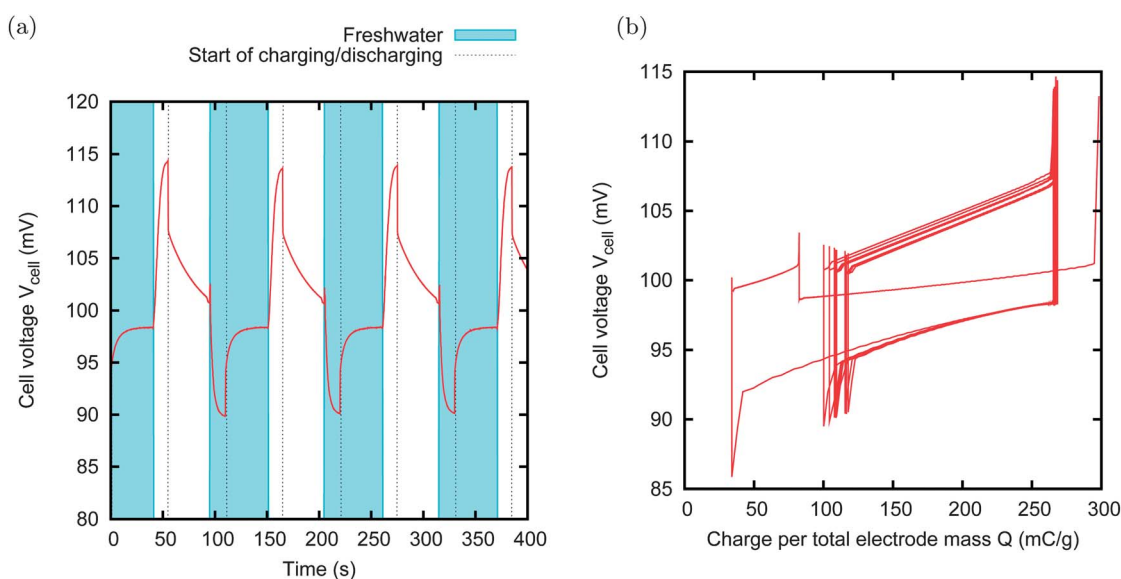 (a)
Freshwater
Start of charging/discharging
120
115
110
105
100
95
90
85
80
0 50 100 150 200 250 300 350 400
Cell voltage Vcell (mV)
Time (s)
(b)
115
110
105
100
95
90
85
0 50 100 150 200 250 300
Cell voltage Vcell (mV)
Charge per total electrode mass Q (mC/g)